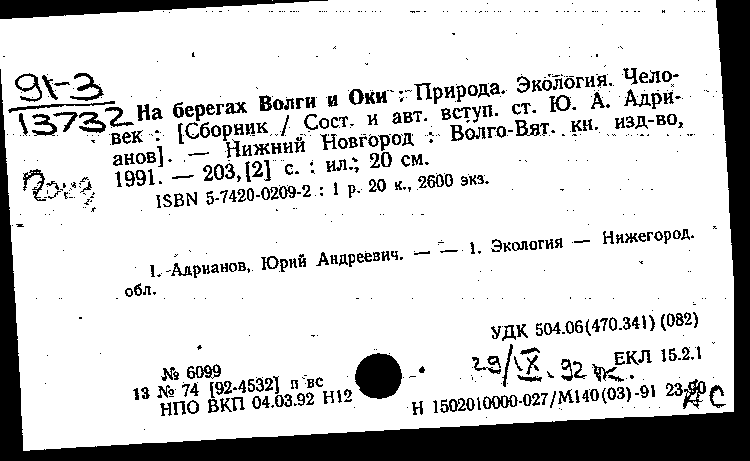 91-3
13732
На берегах Волги и Оки : Природа. Экология. Чело-
век : [Сборник / Сост. и авт. вступ. ст. Ю. А. Адри-
анов]. — Нижний Новгород : Волго-Вят. кн. изд-во,
1991. — 203, [2] с. : ил.; 20 см.
ISBN 5-7420-0209-2 : 1 р. 20 к., 2600 экз.
I. Адрианов, Юрий Андреевич. — — 1. Экология — Нижегород.
обл.
УДК 504.06(470.341) (082)
№ 6099
29/IX. 92
ЕКЛ 15.2.1
13 № 74 [92-4532] п вс
НПО ВКП 04.03.92 Н12
Н 1502010000-027/М140(03)-91 23-90
АС